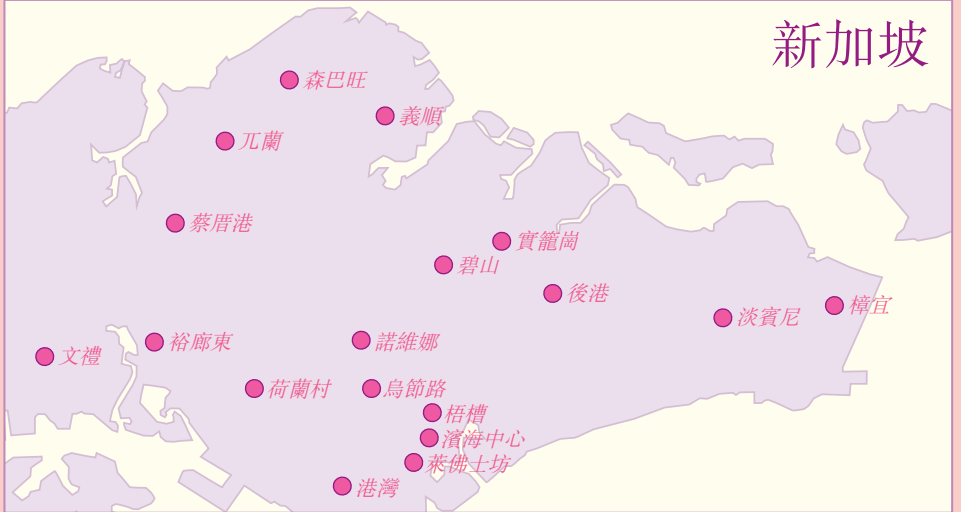 新加坡
森巴旺
義順
兀蘭
蔡厝港
實籠崗
碧山
後港
淡賓尼
樟宜
裕廊東
諾維娜
文禮
荷蘭村
烏節路
梧槽
濱海中心
萊佛士坊
港灣